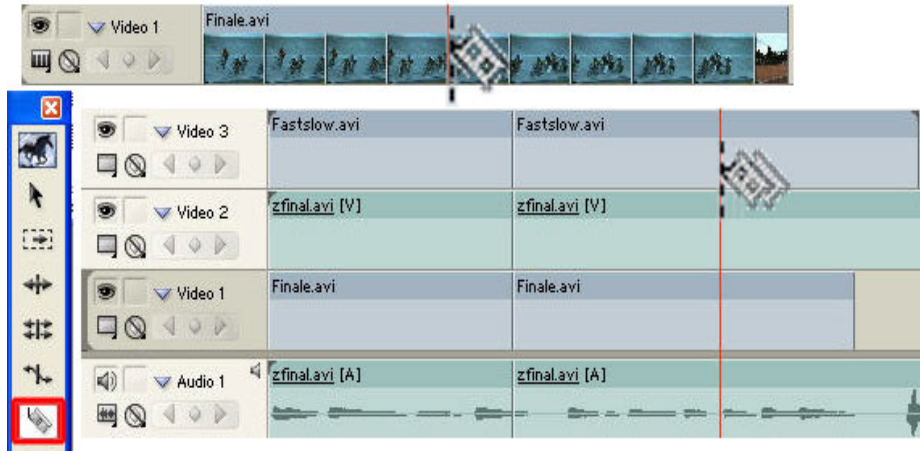 Video 1
Finale.avi
Video 3
Fastslow.avi
Fastslow.avi
Video 2
zfinal.avi [V]
zfinal.avi [V]
Video 1
Finale.avi
Finale.avi
Audio 1
zfinal.avi [A]
zfinal.avi [A]